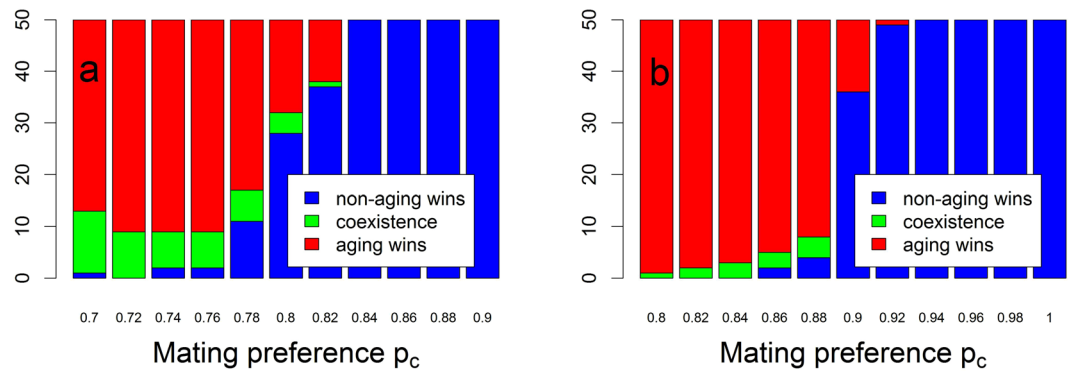 a
50
40
30
20
10
0
non-aging wins
coexistence
aging wins
0.7 0.72 0.74 0.76 0.78 0.8 0.82 0.84 0.86 0.88 0.9
Mating preference pc
b
50
40
30
20
10
0
non-aging wins
coexistence
aging wins
0.8 0.82 0.84 0.86 0.88 0.9 0.92 0.94 0.96 0.98 1
Mating preference pc